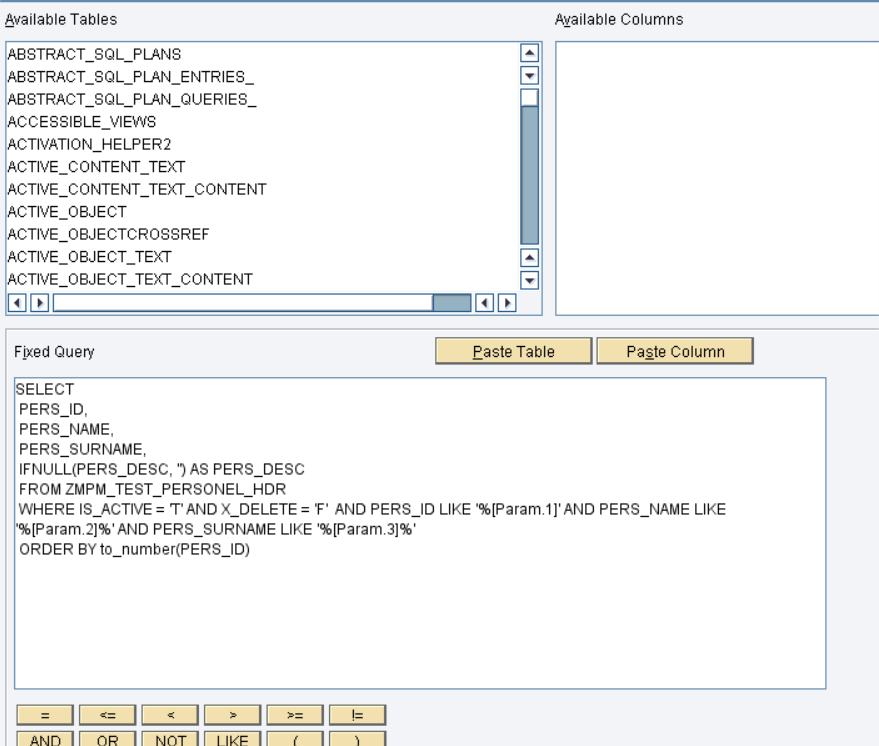 Available Tables
Available Columns
ABSTRACT_SQL_PLANS
ABSTRACT_SQL_PLAN_ENTRIES_
ABSTRACT_SQL_PLAN_QUERIES_
ACCESSIBLE_VIEWS
ACTIVATION_HELPER2
ACTIVE_CONTENT_TEXT
ACTIVE_CONTENT_TEXT_CONTENT
ACTIVE_OBJECT
ACTIVE_OBJECTCROSSREF
ACTIVE_OBJECT_TEXT
ACTIVE_OBJECT_TEXT_CONTENT
Fixed Query
Paste Table
Paste Column
SELECT
PERS_ID,
PERS_NAME,
PERS_SURNAME,
IFNULL(PERS_DESC, '') AS PERS_DESC
FROM ZMPM_TEST_PERSONEL_HDR
WHERE IS_ACTIVE = 'T' AND X_DELETE = 'F' AND PERS_ID LIKE '%[Param.1]' AND PERS_NAME LIKE
'%[Param.2]%' AND PERS_SURNAME LIKE '%[Param.3]%'
ORDER BY to_number(PERS_ID)
= <= < > >= !=
AND OR NOT LIKE ( )